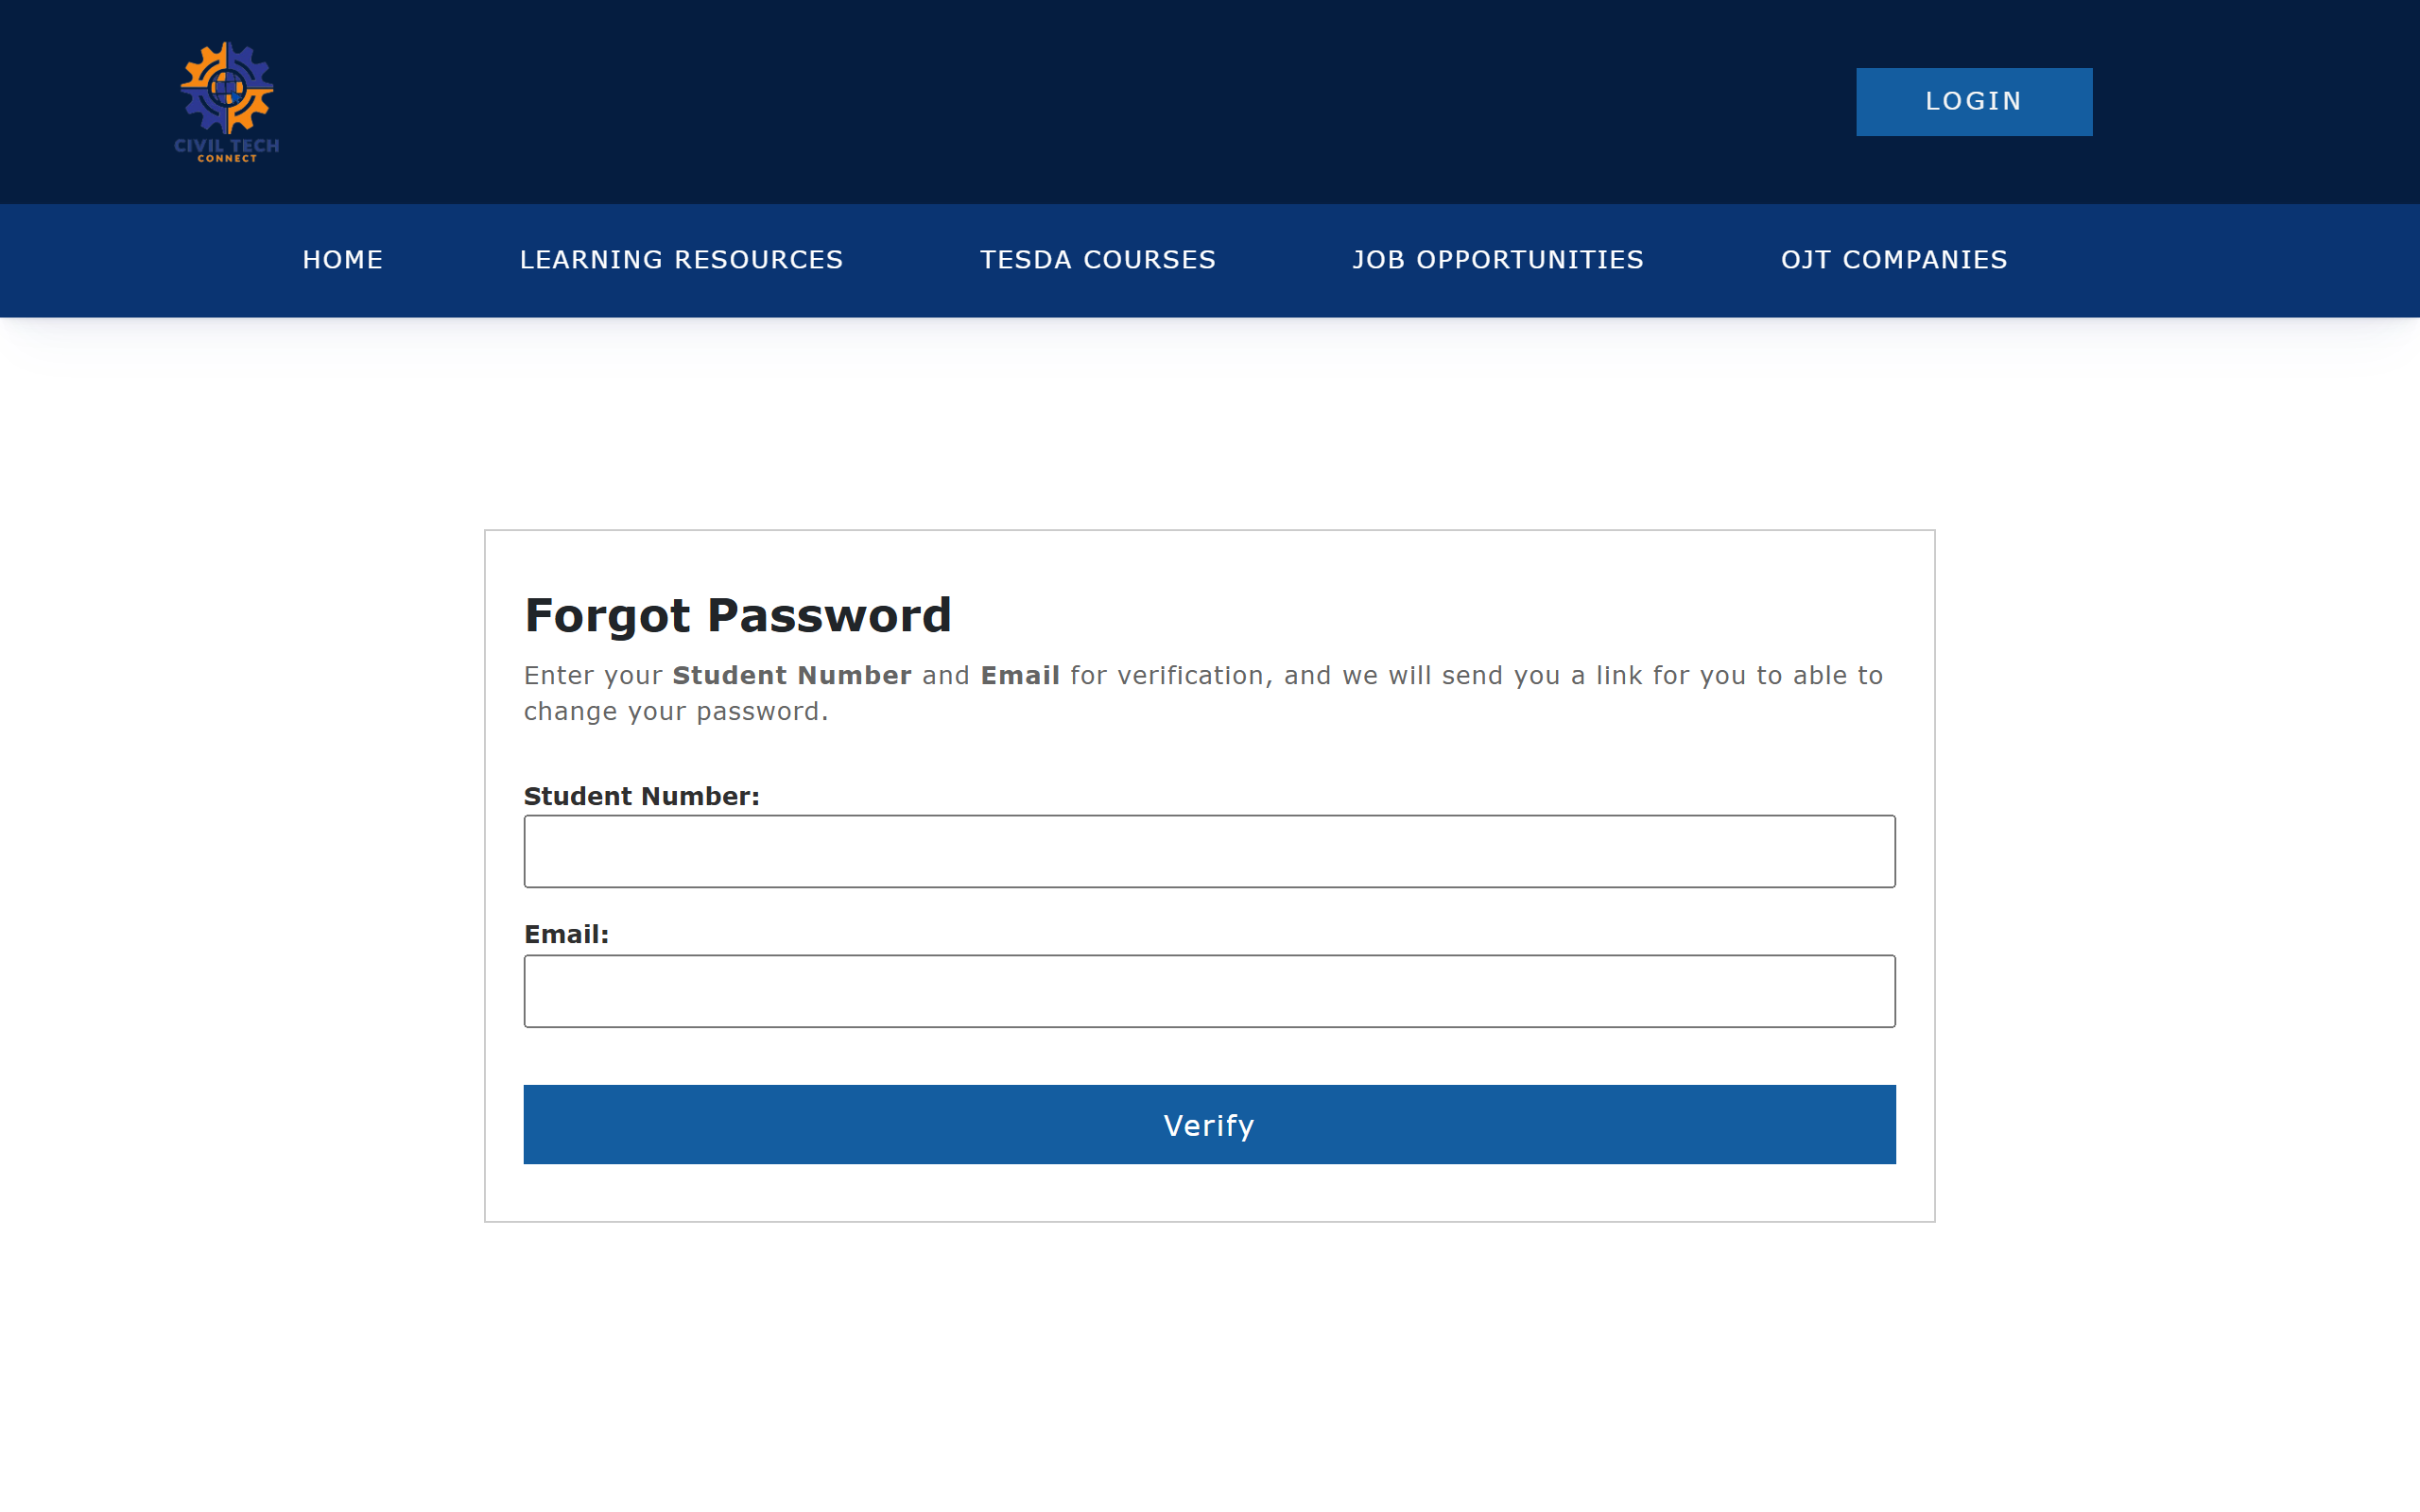 CIVIL TECH
CONNECT
LOGIN
HOME LEARNING RESOURCES TESDA COURSES JOB OPPORTUNITIES OJT COMPANIES
Forgot Password
Enter your Student Number and Email for verification, and we will send you a link for you to able to
change your password.
Student Number:
Email:
Verify